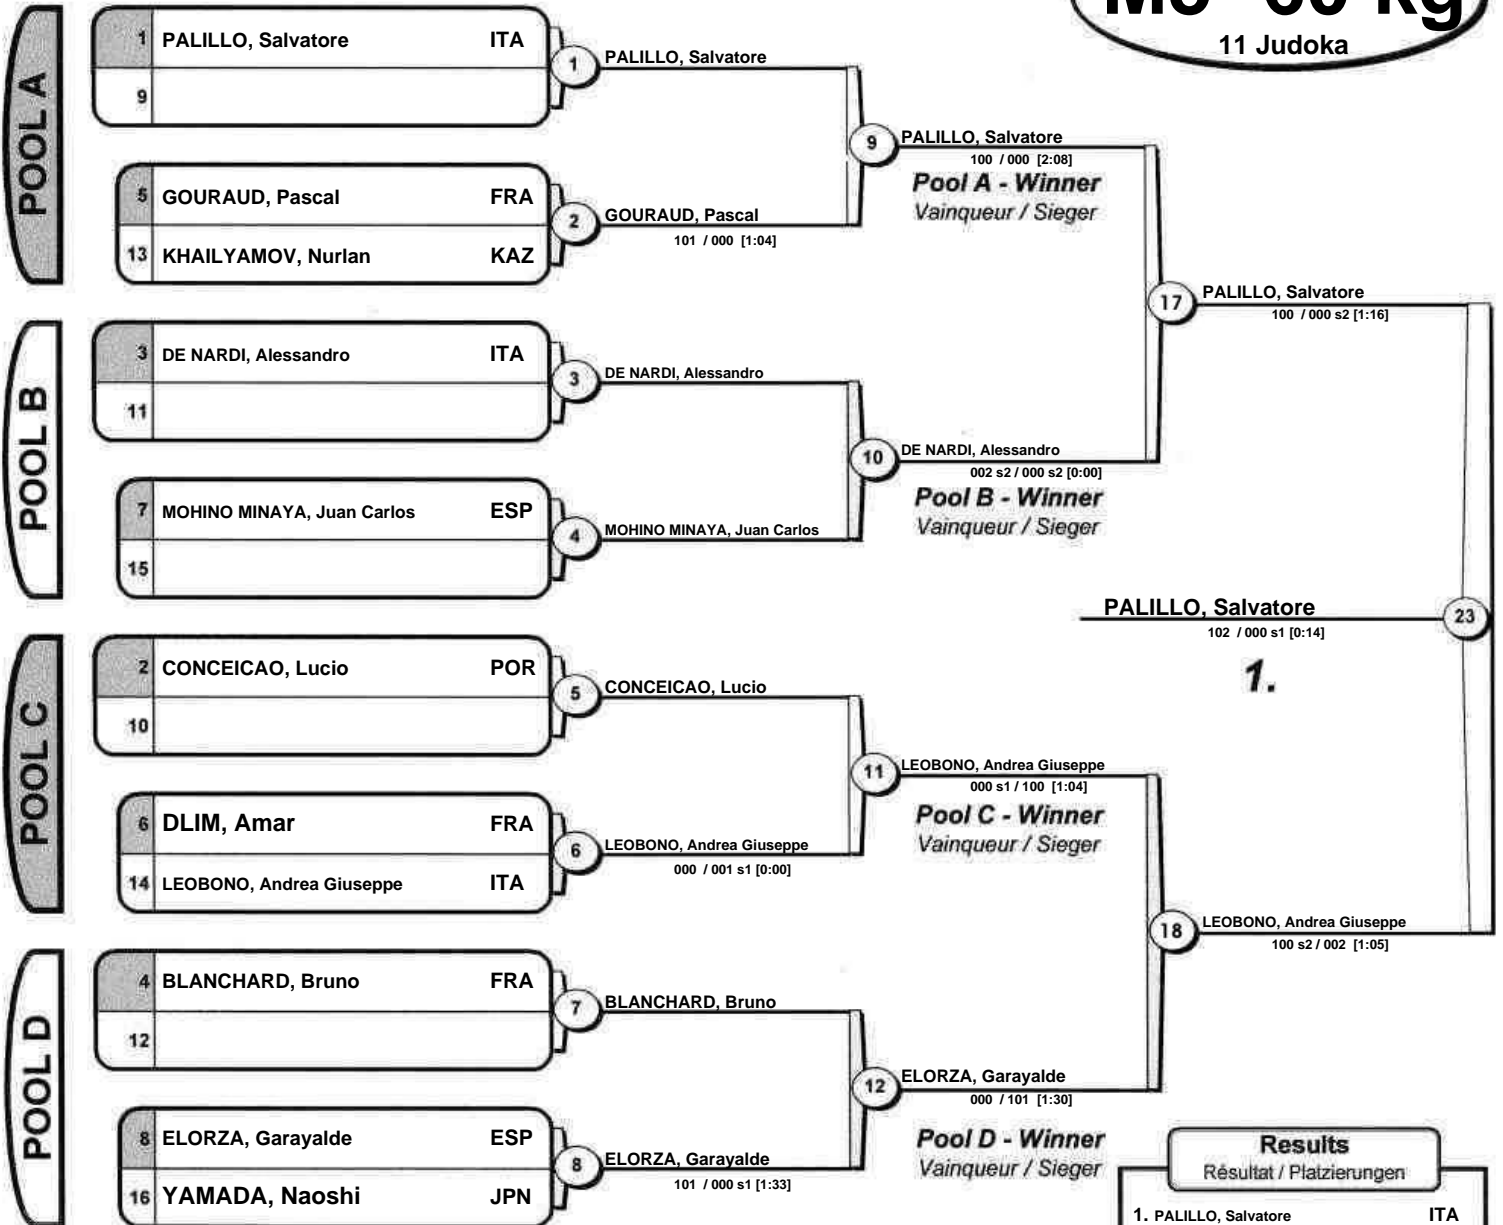 11 Judoka
POOL A
1 PALILLO, Salvatore ITA
9
1
PALILLO, Salvatore
5 GOURAUD, Pascal FRA
13 KHAILYAMOV, Nurlan KAZ
2
GOURAUD, Pascal
101 / 000 [1:04]
9
PALILLO, Salvatore
100 / 000 [2:08]
Pool A - Winner
Vainqueur / Sieger
POOL B
3 DE NARDI, Alessandro ITA
11
3
DE NARDI, Alessandro
7 MOHINO MINAYA, Juan Carlos ESP
15
4
MOHINO MINAYA, Juan Carlos
10
DE NARDI, Alessandro
002 s2 / 000 s2 [0:00]
Pool B - Winner
Vainqueur / Sieger
17
PALILLO, Salvatore
100 / 000 s2 [1:16]
PALILLO, Salvatore
102 / 000 s1 [0:14]
23
1.
POOL C
2 CONCEICAO, Lucio POR
10
5
CONCEICAO, Lucio
6 DLIM, Amar FRA
14 LEOBONO, Andrea Giuseppe ITA
6
LEOBONO, Andrea Giuseppe
000 / 001 s1 [0:00]
11
LEOBONO, Andrea Giuseppe
000 s1 / 100 [1:04]
Pool C - Winner
Vainqueur / Sieger
18
LEOBONO, Andrea Giuseppe
100 s2 / 002 [1:05]
POOL D
4 BLANCHARD, Bruno FRA
12
7
BLANCHARD, Bruno
8 ELORZA, Garayalde ESP
16 YAMADA, Naoshi JPN
8
ELORZA, Garayalde
101 / 000 s1 [1:33]
12
ELORZA, Garayalde
000 / 101 [1:30]
Pool D - Winner
Vainqueur / Sieger
Results
Résultat / Platzierungen
1. PALILLO, Salvatore ITA